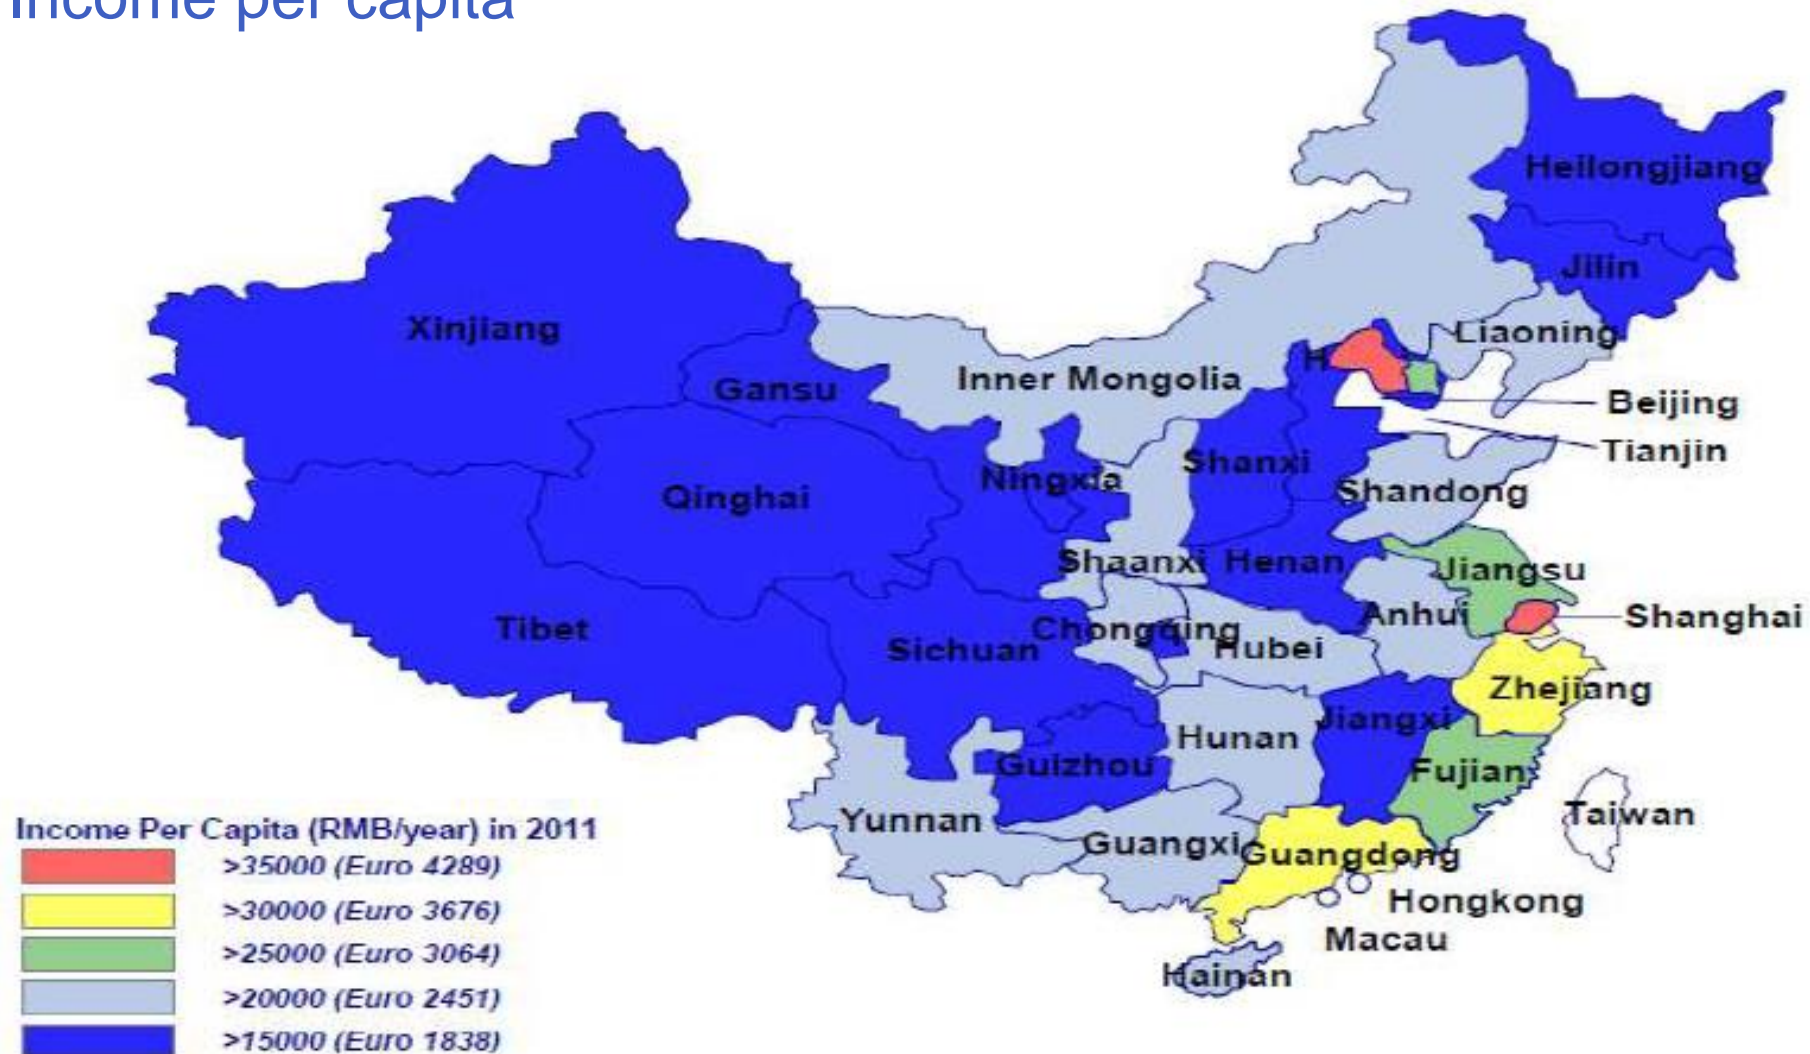 Income per capita
Heilongjiang
Jilin
Xinjiang
Liaoning
H
Gansu
Inner Mongolia
Beijing
Tianjin
Shanxi
Ningxia
Qinghai
Shandong
Shaanxi
Henan
Jiangsu
Anhui
Shanghai
Tibet
Chongqing
Sichuan
Hubei
Zhejiang
Jiangxi
Hunan
Guizhou
Fujian
Taiwan
Yunnan
Guangxi
Guangdong
Hongkong
Macau
Hainan
Income Per Capita (RMB/year) in 2011
>35000 (Euro 4289)
>30000 (Euro 3676)
>25000 (Euro 3064)
>20000 (Euro 2451)
>15000 (Euro 1838)